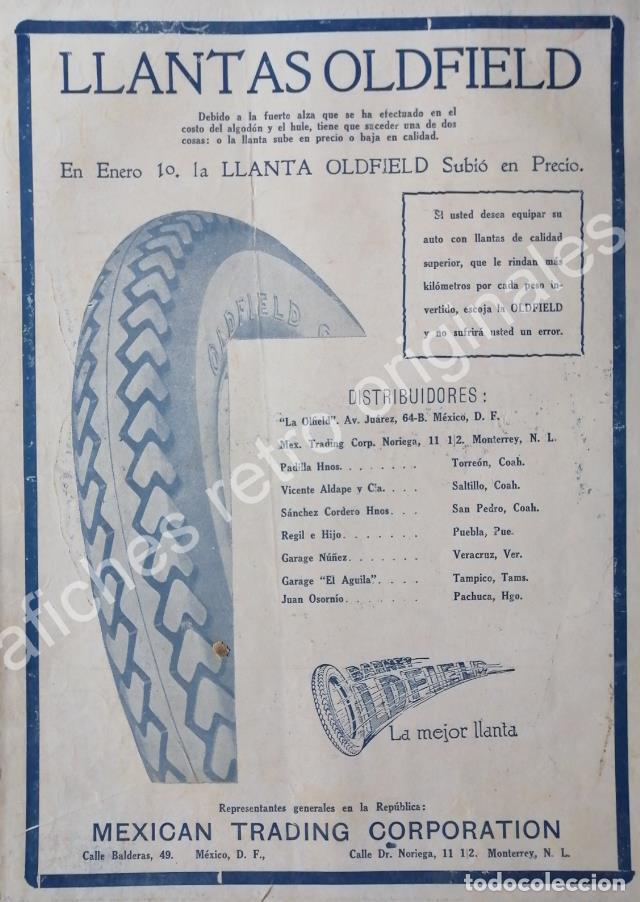 LLANTAS OLDFIELD
Debido a la fuerte alza que se ha efectuado en el
costo del algodón y el hule, tiene que suceder una de dos
cosas: o la llanta sube en precio o baja en calidad.
En Enero 1o. la LLANTA OLDFIELD Subió en Precio.
Si usted desea equipar su
auto con llantas de calidad
superior, que le rindan más
kilómetros por cada peso in-
vertido, escoja la OLDFIELD
y no sufrirá usted un error.
OLDFIELD
DISTRIBUIDORES:
"La Olfield". Av. Juárez, 64-B. México, D. F.
Mex. Trading Corp. Noriega, 11 1|2. Monterrey, N. L.
Padilla Hnos. . . . . . . . Torreón, Coah.
Vicente Aldape y Cía. . . . . Saltillo, Coah.
Sánchez Cordero Hnos. . . San Pedro, Coah.
Regil e Hijo. . . . . . . . Puebla, Pue.
Garage Núñez. . . . . . . Veracruz, Ver.
Garage "El Aguila". . . . . Tampico, Tams.
Juan Osornío. . . . . . . . Pachuca, Hgo.
OLDFIELD
La mejor llanta
Representantes generales en la República:
MEXICAN TRADING CORPORATION
Calle Balderas, 49. México, D. F., Calle Dr. Noriega, 11 1|2. Monterrey, N. L.
afiches retro originales
todocoleccion